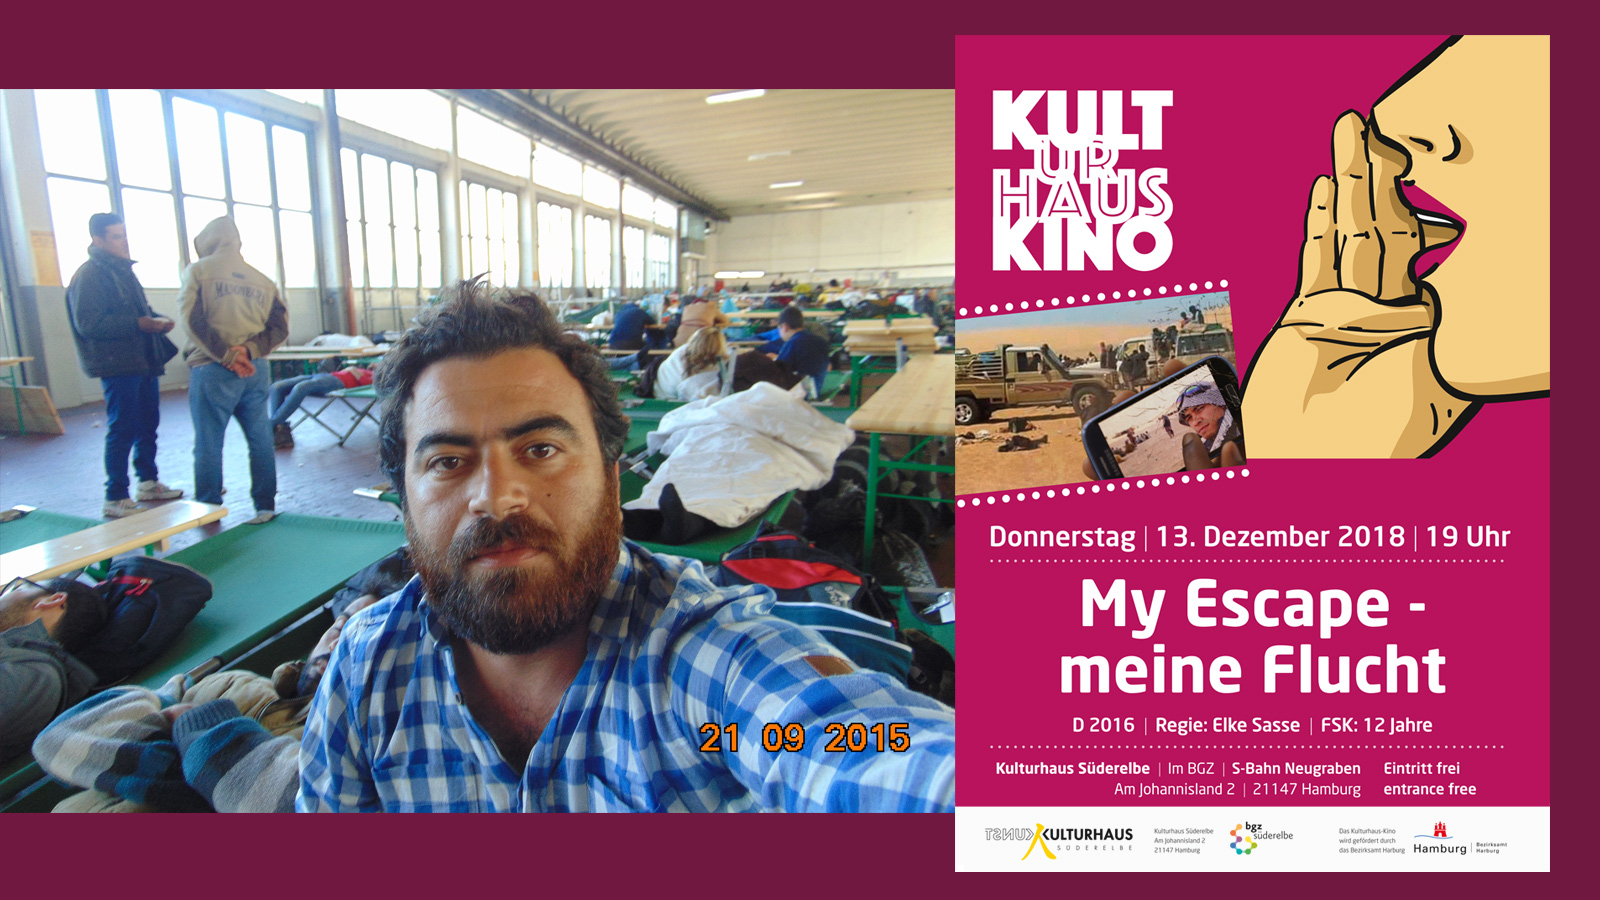 21 09 2015
KULT
UR
HAUS
KINO
Donnerstag | 13. Dezember 2018 | 19 Uhr
My Escape -
meine Flucht
D 2016 | Regie: Elke Sasse | FSK: 12 Jahre
Kulturhaus Süderelbe | Im BGZ | S-Bahn Neugraben
Am Johannisland 2 | 21147 Hamburg
Eintritt frei
entrance free
KUNST KULTURHAUS
SÜDERELBE
Kulturhaus Süderelbe
Am Johannisland 2
21147 Hamburg
bgz
süderelbe
Das Kulturhaus-Kino
wird gefördert durch
das Bezirksamt Harburg
Hamburg | Bezirksamt
Harburg